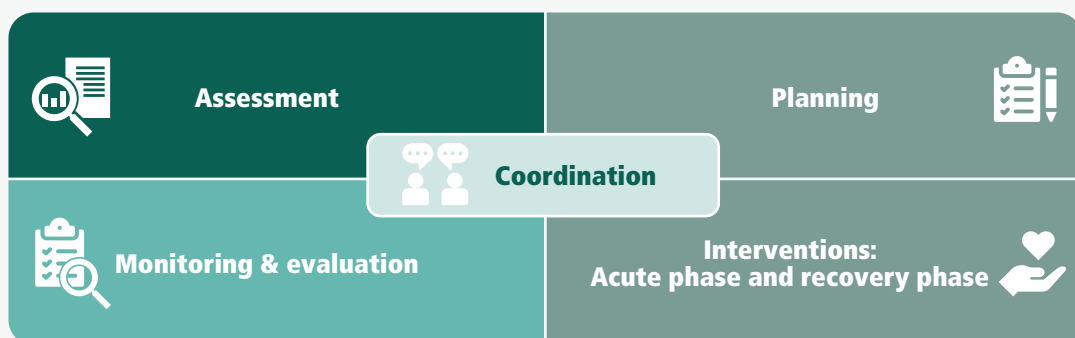 Assessment
Planning
Coordination
Monitoring & evaluation
Interventions:
Acute phase and recovery phase